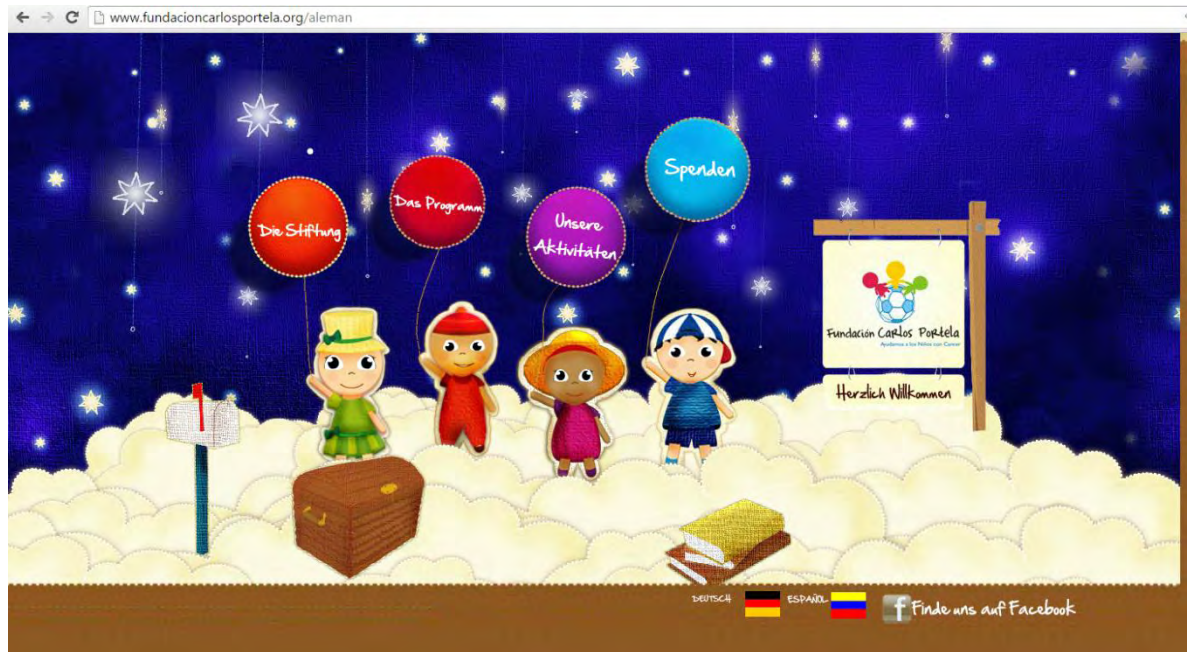 www.fundacioncarlosportela.org/aleman
Spenden
Das Programm
Die Stiftung
Unsere
Aktivitäten
Fundación Carlos Portela
Ayudamos a los Niños con Cancer
Herzlich Willkommen
DEUTSCH
ESPAÑOL
f Finde uns auf Facebook